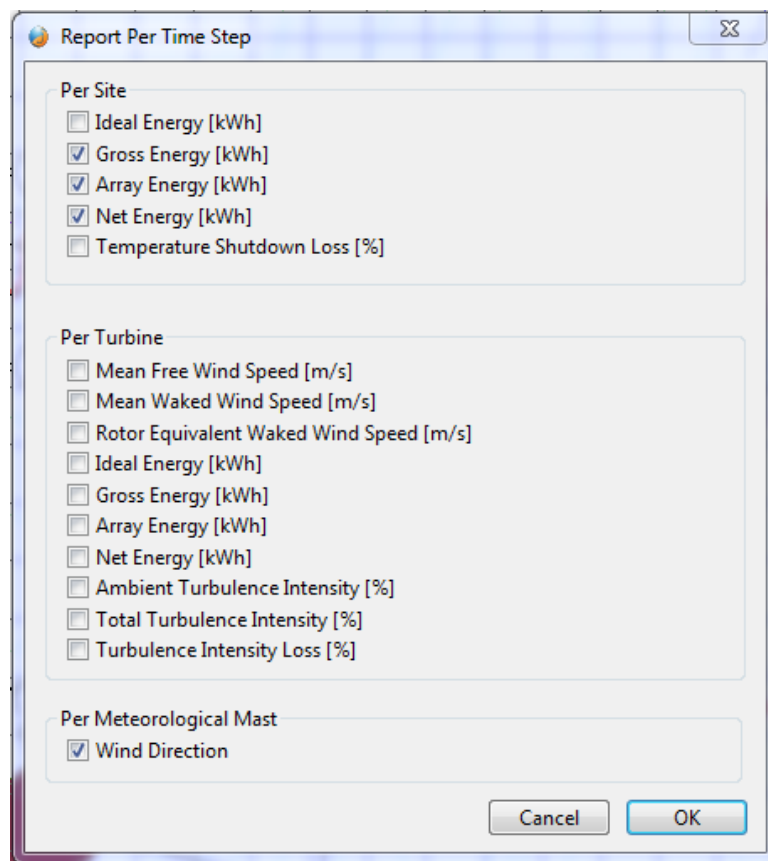 Report Per Time Step
Per Site
Ideal Energy [kWh]
Gross Energy [kWh]
Array Energy [kWh]
Net Energy [kWh]
Temperature Shutdown Loss [%]
Per Turbine
Mean Free Wind Speed [m/s]
Mean Waked Wind Speed [m/s]
Rotor Equivalent Waked Wind Speed [m/s]
Ideal Energy [kWh]
Gross Energy [kWh]
Array Energy [kWh]
Net Energy [kWh]
Ambient Turbulence Intensity [%]
Total Turbulence Intensity [%]
Turbulence Intensity Loss [%]
Per Meteorological Mast
Wind Direction
Cancel OK